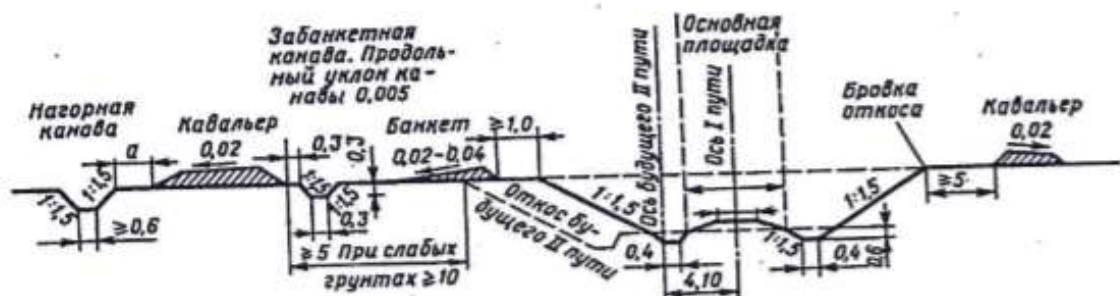 Забанкетная
канава. Продоль-
ный уклон ка-
навы 0,005
Нагорная
канава
Кавальер
0,02
a
1:1,5
1:1,5
≥0,6
0,3
0,3
1:1,5
1:1,5
0,3
Банкет
0,02-0,04
≥1,0
≥5 При слабых
грунтах ≥10
Откос бу-
дущего II пути
1:1,5
Ось будущего II пути
Основная
площадка
Ось I пути
0,4
4,10
1:1,5
0,4
0,6
1:1,5
Бровка
откоса
Кавальер
0,02
≥5